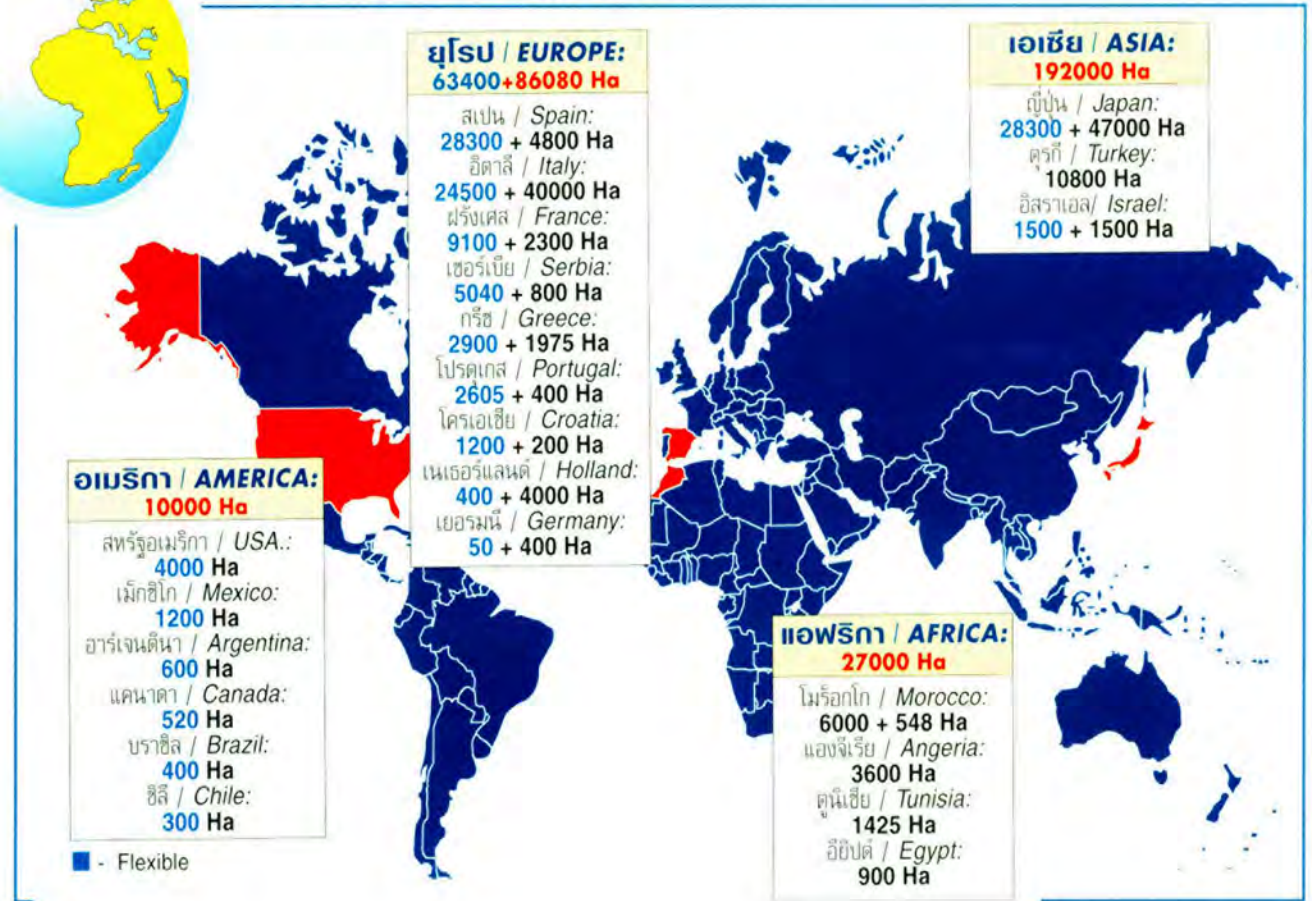 ยุโรป / EUROPE:
63400+86080 Ha
สเปน / Spain:
28300 + 4800 Ha
อิตาลี / Italy:
24500 + 40000 Ha
ฝรั่งเศส / France:
9100 + 2300 Ha
เซอร์เบีย / Serbia:
5040 + 800 Ha
กรีซ / Greece:
2900 + 1975 Ha
โปรตุเกส / Portugal:
2605 + 400 Ha
โครเอเชีย / Croatia:
1200 + 200 Ha
เนเธอร์แลนด์ / Holland:
400 + 4000 Ha
เยอรมนี / Germany:
50 + 400 Ha
เอเชีย / ASIA:
192000 Ha
ญี่ปุ่น / Japan:
28300 + 47000 Ha
ตุรกี / Turkey:
10800 Ha
อิสราเอล/ Israel:
1500 + 1500 Ha
อเมริกา / AMERICA:
10000 Ha
สหรัฐอเมริกา / USA.:
4000 Ha
เม็กซิโก / Mexico:
1200 Ha
อาร์เจนตินา / Argentina:
600 Ha
แคนาดา / Canada:
520 Ha
บราซิล / Brazil:
400 Ha
ชิลี / Chile:
300 Ha
แอฟริกา / AFRICA:
27000 Ha
โมร็อกโก / Morocco:
6000 + 548 Ha
แองจีเรีย / Angeria:
3600 Ha
ตูนิเซีย / Tunisia:
1425 Ha
อียิปต์ / Egypt:
900 Ha
- Flexible